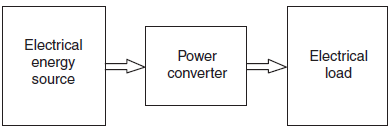 Electrical
energy
source
Power
converter
Electrical
load